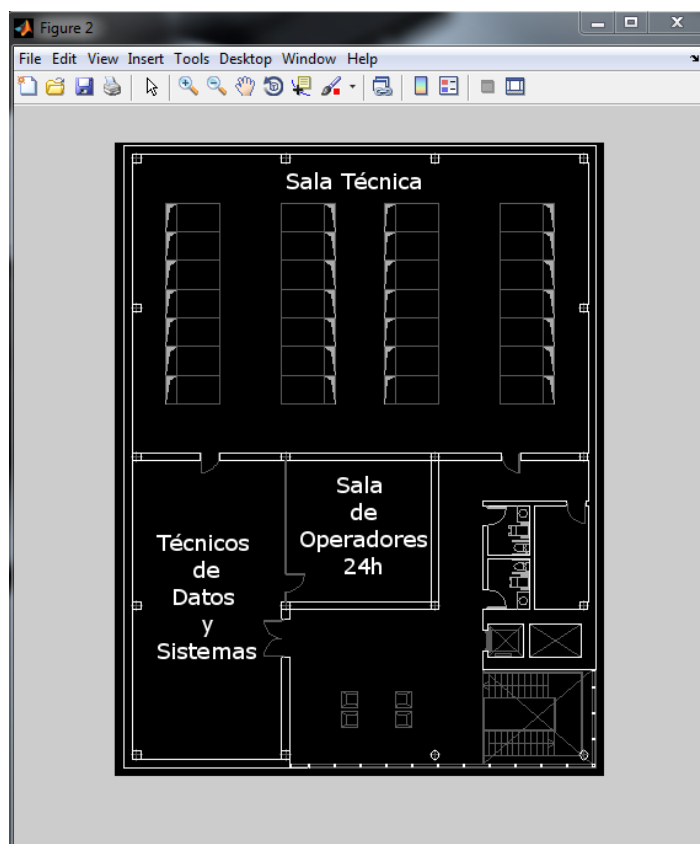 Figure 2
File Edit View Insert Tools Desktop Window Help
Sala Técnica
Sala
de
Operadores
24h
Técnicos
de
Datos
y
Sistemas